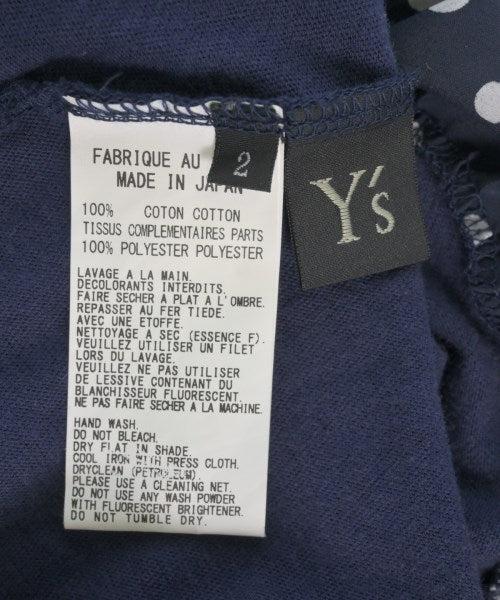 FABRIQUE AU
2
Y's
MADE IN JAPAN
100% COTON COTTON
TISSUS COMPLEMENTAIRES PARTS
100% POLYESTER POLYESTER
LAVAGE A LA MAIN.
DECOLORANTS INTERDITS.
FAIRE SECHER A PLAT A L'OMBRE.
REPASSER AU FER TIEDE.
AVEC UNE ETOFFE.
NETTOYAGE A SEC (ESSENCE F).
VEUILLEZ UTILISER UN FILET
LORS DU LAVAGE.
VEUILLEZ NE PAS UTILISER
DE LESSIVE CONTENANT DU
BLANCHISSEUR FLUORESCENT.
NE PAS FAIRE SECHER A LA MACHINE.
HAND WASH.
DO NOT BLEACH.
DRY FLAT IN SHADE.
COOL IRON WITH PRESS CLOTH.
DRYCLEAN (PETROLEUM).
PLEASE USE A CLEANING NET.
DO NOT USE ANY WASH POWDER
WITH FLUORESCENT BRIGHTENER.
DO NOT TUMBLE DRY.